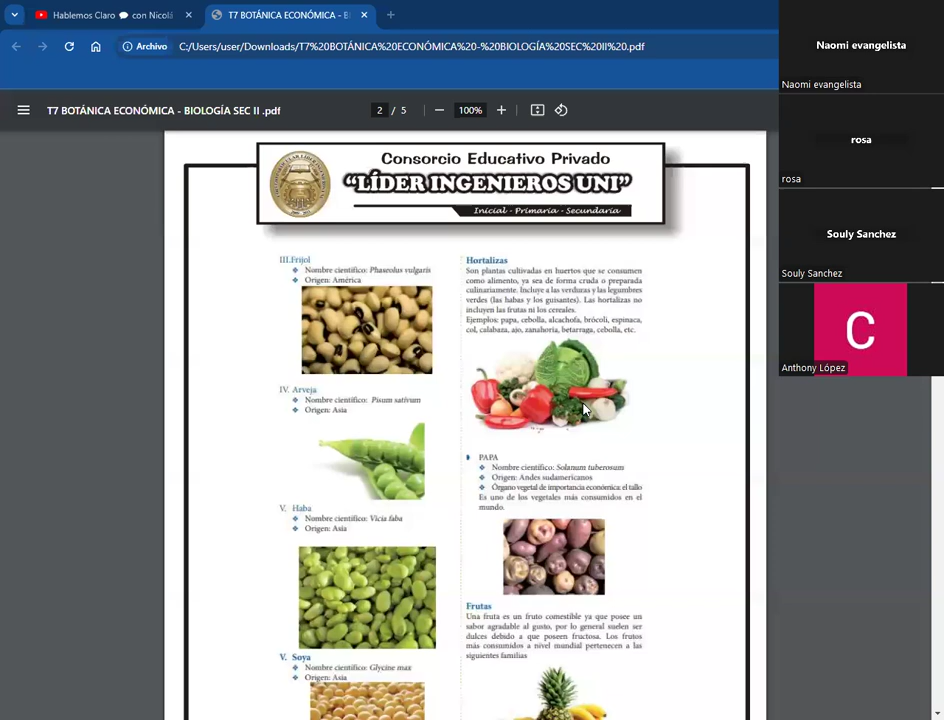 Hablemos Claro 💬 con Nicolá
T7 BOTÁNICA ECONÓMICA - B
Archivo
C:/Users/user/Downloads/T7%20BOTÁNICA%20ECONÓMICA%20-%20BIOLOGÍA%20SEC%20II%20.pdf
T7 BOTÁNICA ECONÓMICA - BIOLOGÍA SEC II .pdf
2 / 5
100%
Consorcio Educativo Privado
"LÍDER INGENIEROS UNI"
Inicial - Primaria - Secundaria
III.Frijol
Nombre científico: Phaseolus vulgaris
Origen: América
IV. Arveja
Nombre científico: Pisum sativum
Origen: Asia
V. Haba
Nombre científico: Vicia faba
Origen: Asia
V. Soya
Nombre científico: Glycine max
Origen: Asia
Hortalizas
Son plantas cultivadas en huertos que se consumen
como alimento, ya sea de forma cruda o preparada
culinariamente. Incluye a las verduras y las legumbres
verdes (las habas y los guisantes). Las hortalizas no
incluyen las frutas ni los cereales.
Ejemplos: papa, cebolla, alcachofa, brócoli, espinaca,
col, calabaza, ajo, zanahoria, betarraga, cebolla, etc.
PAPA
Nombre científico: Solanum tuberosum
Origen: Andes sudamericanos
Órgano vegetal de importancia económica: el tallo
Es uno de los vegetales más consumidos en el
mundo.
Frutas
Una fruta es un fruto comestible ya que posee un
sabor agradable al gusto, por lo general suelen ser
dulces debido a que poseen fructosa. Los frutos
más consumidos a nivel mundial pertenecen a las
siguientes familias
Naomi evangelista
Naomi evangelista
rosa
rosa
Souly Sanchez
Souly Sanchez
C
Anthony López